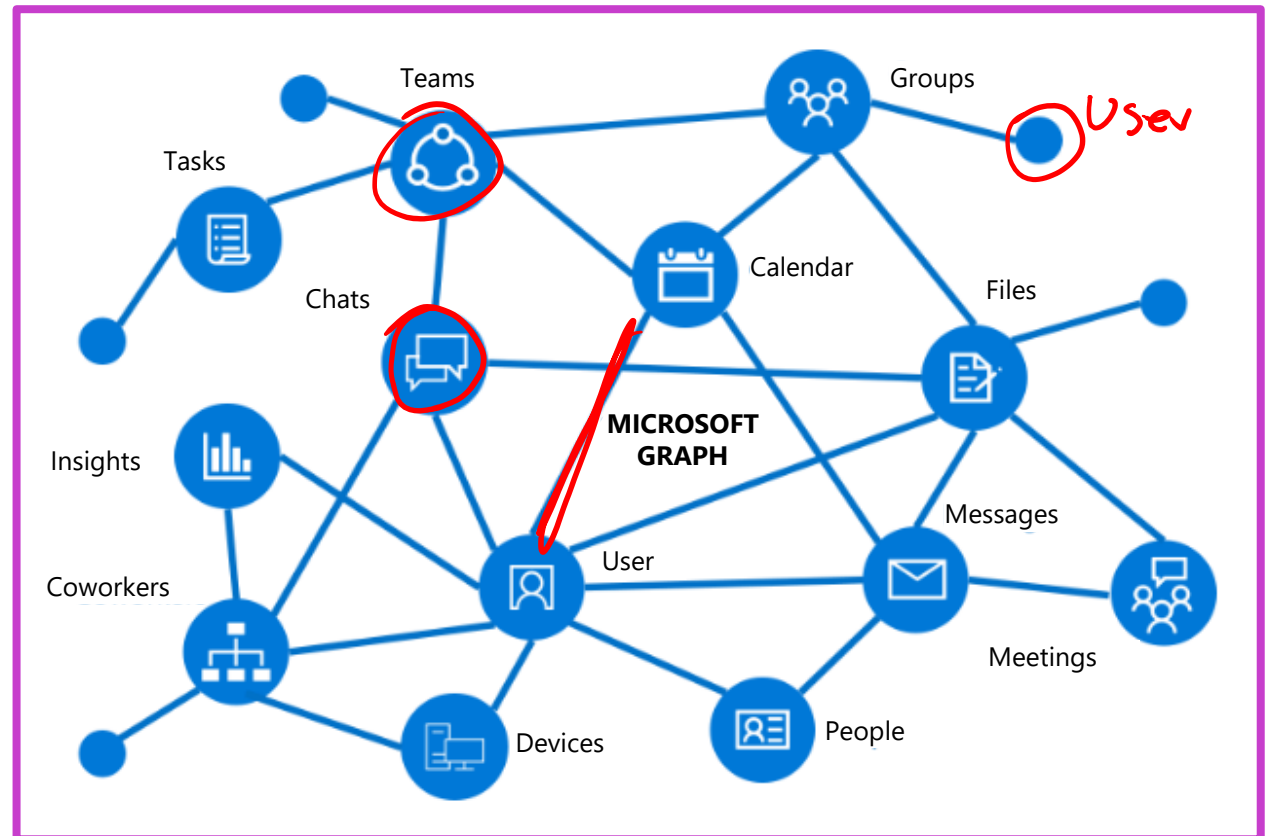 Teams
Groups
User
Tasks
Calendar
Chats
Files
MICROSOFT
GRAPH
Insights
Messages
User
Coworkers
Meetings
People
Devices